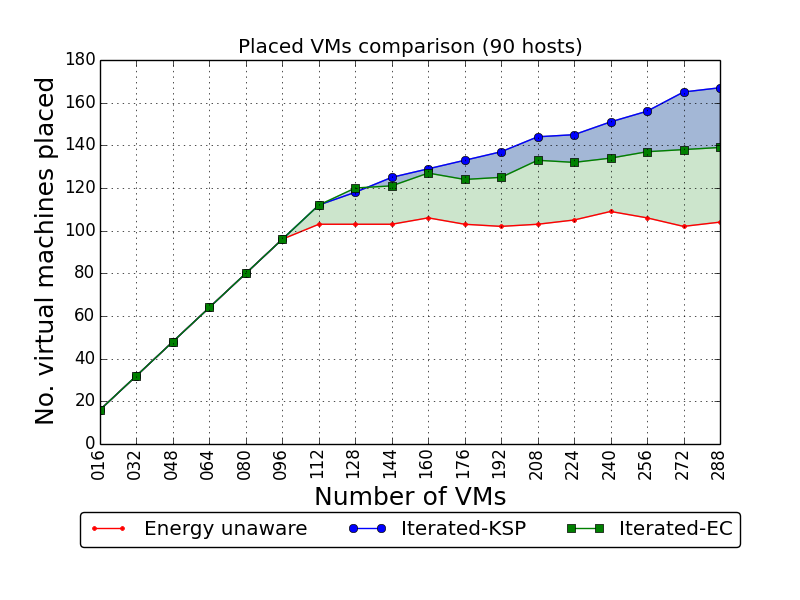 Placed VMs comparison (90 hosts)
180
160
140
120
100
80
60
40
20
0
No. virtual machines placed
016 032 048 064 080 096 112 128 144 160 176 192 208 224 240 256 272 288
Number of VMs
Energy unaware Iterated-KSP Iterated-EC